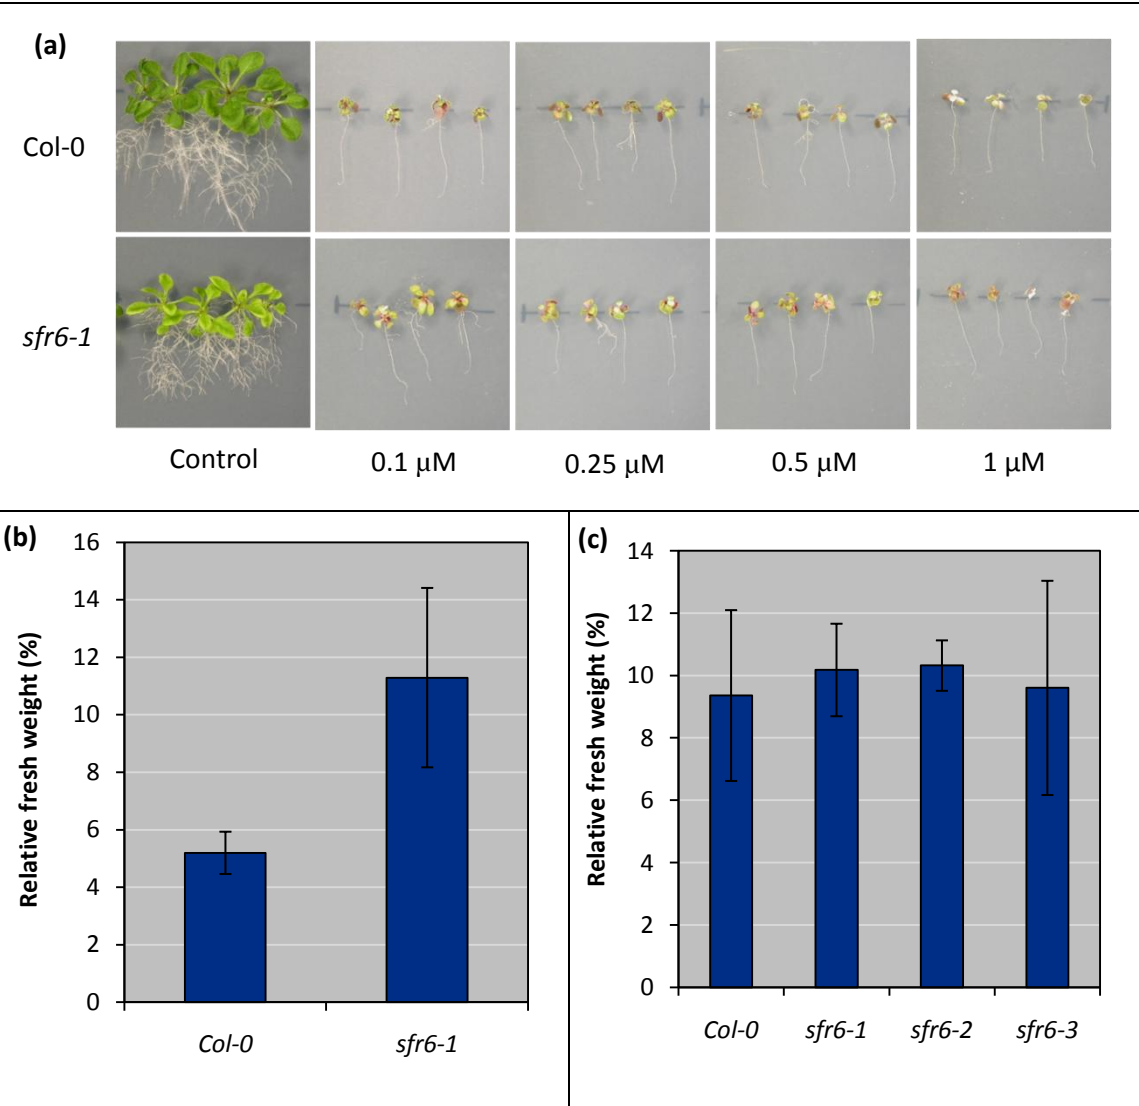 (a)
Col-0
sfr6-1
Control 0.1 μM 0.25 μM 0.5 μM 1 μM
(b)
Relative fresh weight (%)
16
14
12
10
8
6
4
2
0
Col-0 sfr6-1
(c)
Relative fresh weight (%)
14
12
10
8
6
4
2
0
Col-0 sfr6-1 sfr6-2 sfr6-3